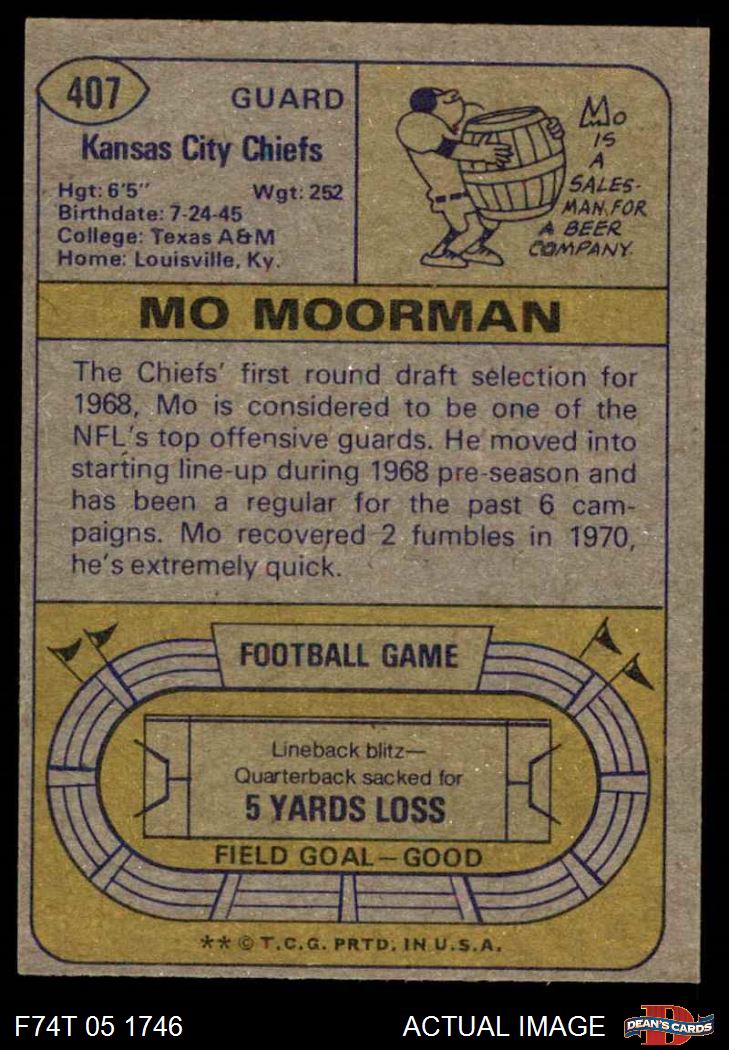 407
GUARD
Kansas City Chiefs
Hgt: 6'5" Wgt: 252
Birthdate: 7-24-45
College: Texas A&M
Home: Louisville, Ky.
Mo
IS
A
SALES-
MAN FOR
A BEER
COMPANY.
MO MOORMAN
The Chiefs' first round draft selection for
1968, Mo is considered to be one of the
NFL's top offensive guards. He moved into
starting line-up during 1968 pre-season and
has been a regular for the past 6 cam-
paigns. Mo recovered 2 fumbles in 1970,
he's extremely quick.
FOOTBALL GAME
Lineback blitz—
Quarterback sacked for
5 YARDS LOSS
FIELD GOAL—GOOD
** © T.C.G. PRTD. IN U.S.A.
F74T 05 1746
ACTUAL IMAGE
D
DEAN'S CARDS